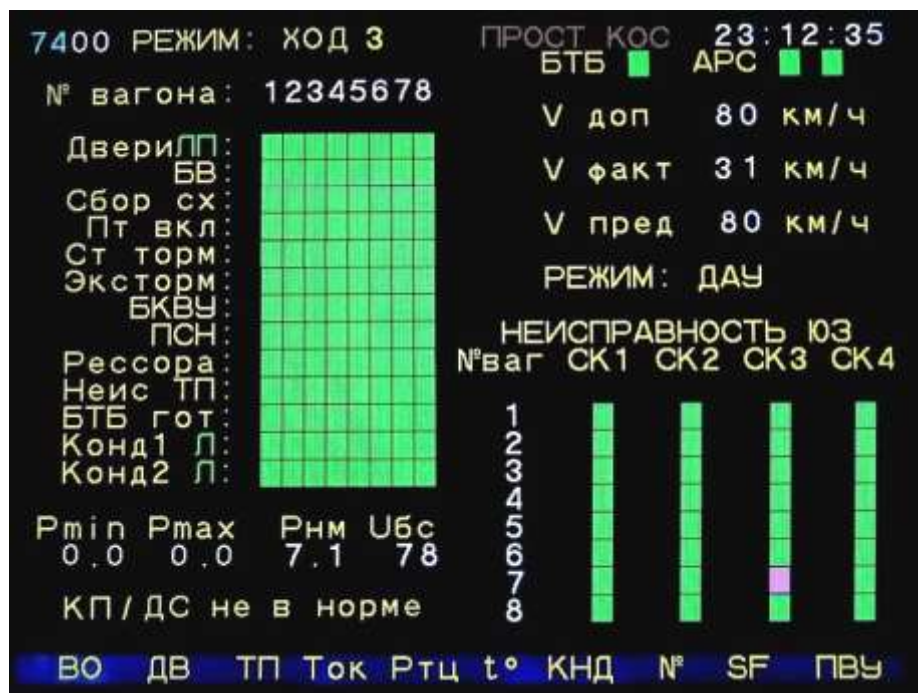 7400 РЕЖИМ: ХОД 3
ПРОСТ КОС 23:12:35
БТБ АРС
№ вагона: 12345678
V доп 80 км/ч
ДвериЛП:
БВ:
V факт 31 км/ч
Сбор сх:
Пт вкл:
V пред 80 км/ч
Ст торм:
Эксторм:
РЕЖИМ: ДАУ
БКВУ:
ПСН:
НЕИСПРАВНОСТЬ ЮЗ
Рессора:
№ваг СК1 СК2 СК3 СК4
Неис ТП:
БТБ гот:
Конд1 Л:
Конд2 Л:
1
2
3
4
5
6
7
8
Pmin Pmax Рнм Uбс
0.0 0.0 7.1 78
КП/ДС не в норме
ВО ДВ ТП Ток Ртц t° КНД № SF ПВУ